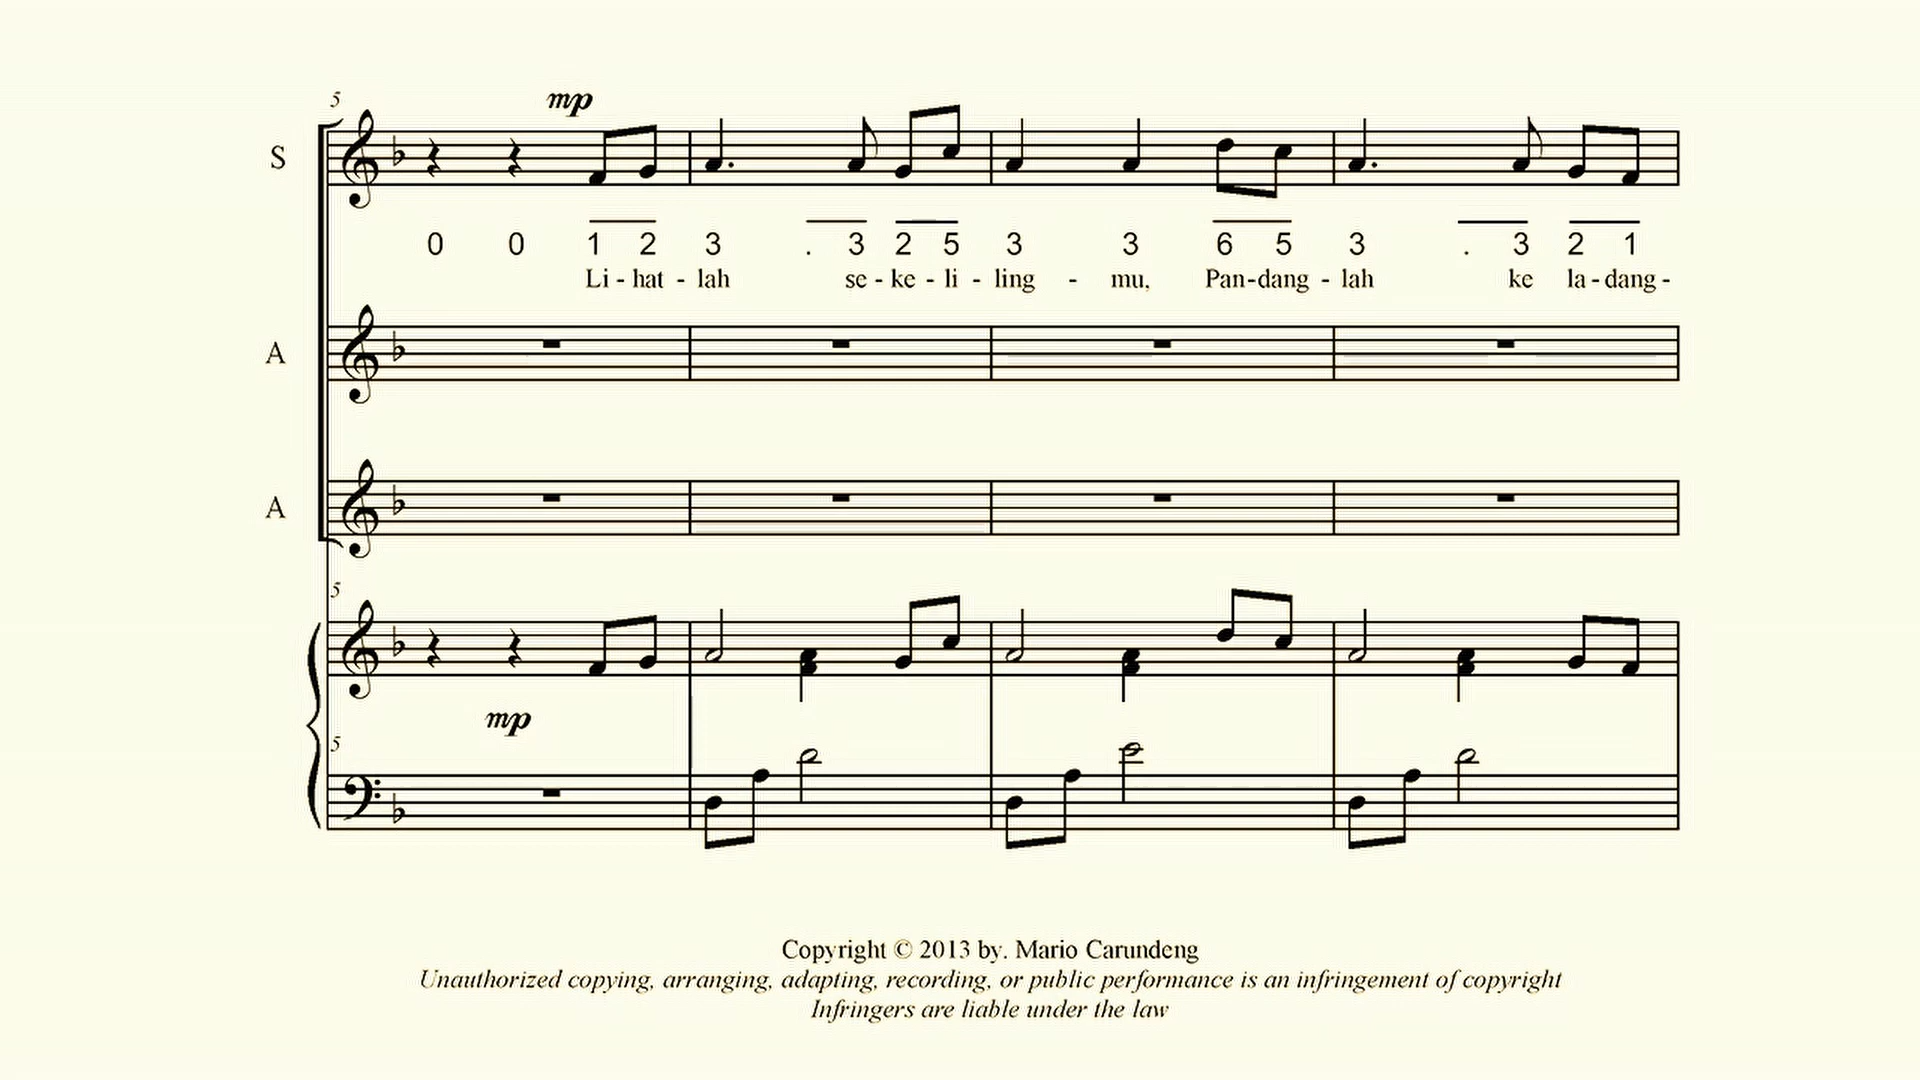 5
mp
S
0 0 1 2 3 . 3 2 5 3 3 6 5 3 . 3 2 1
Li - hat - lah se - ke - li - ling - mu, Pan-dang - lah ke la - dang -
A
A
5
mp
5
Copyright © 2013 by. Mario Carundeng
Unauthorized copying, arranging, adapting, recording, or public performance is an infringement of copyright
Infringers are liable under the law